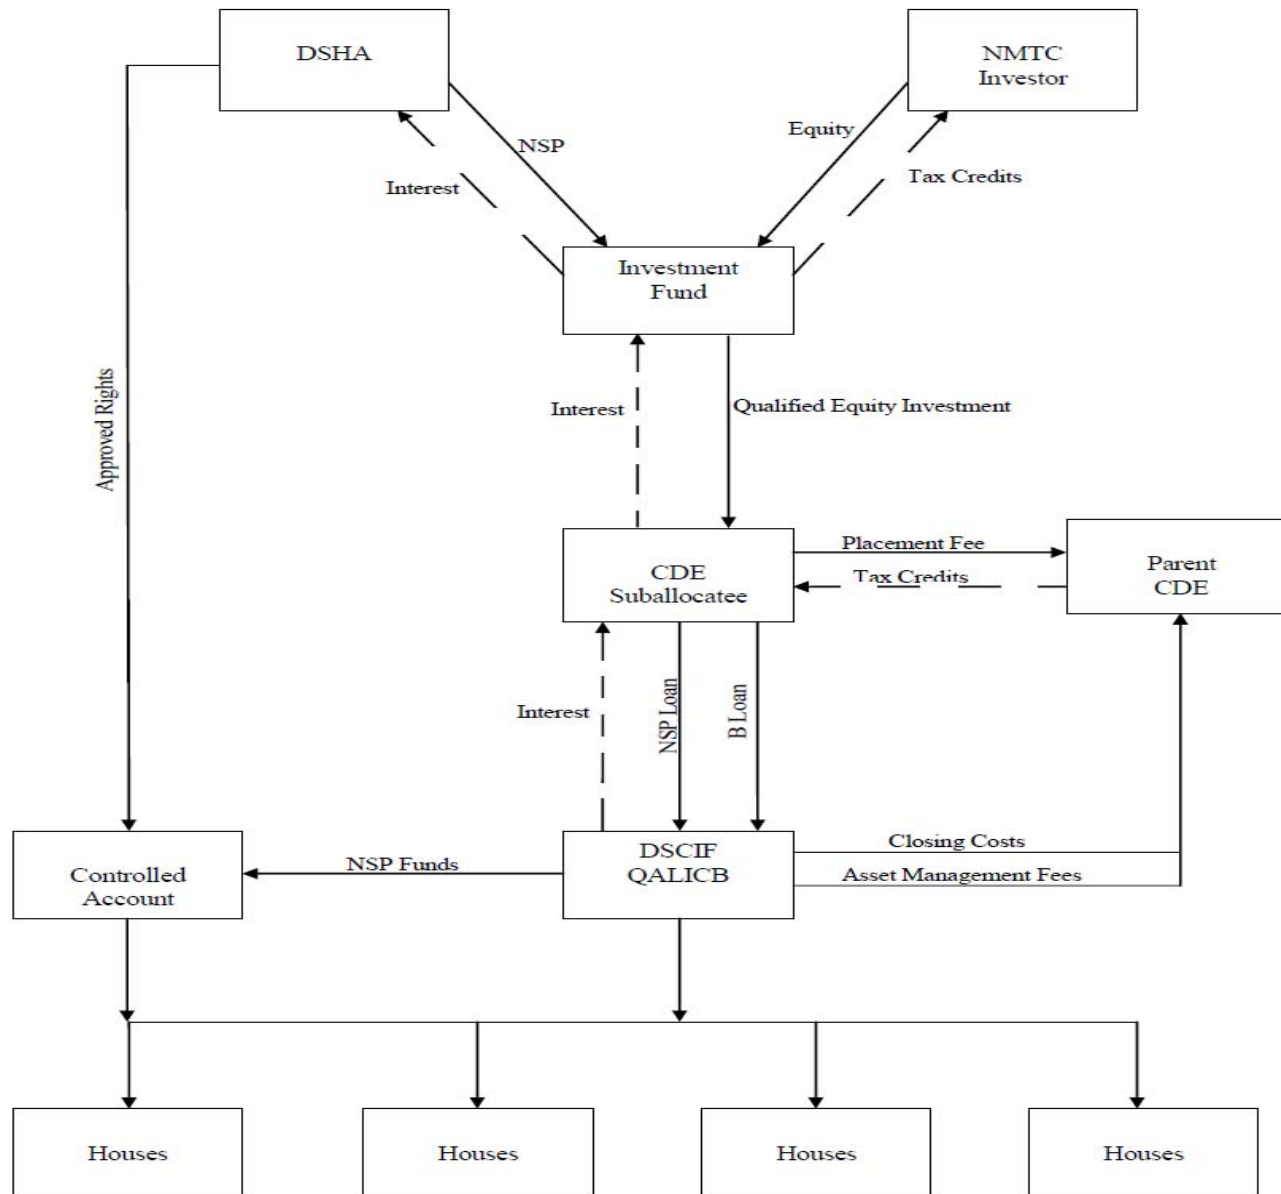 DSHA
NMTC
Investor
Equity
NSP
Tax Credits
Interest
Investment
Fund
Approved Rights
Interest
Qualified Equity Investment
Placement Fee
CDE
Suballocatee
Tax Credits
Parent
CDE
Interest
NSP Loan
B Loan
Closing Costs
DSCIF
QALICB
NSP Funds
Asset Management Fees
Controlled
Account
Houses
Houses
Houses
Houses